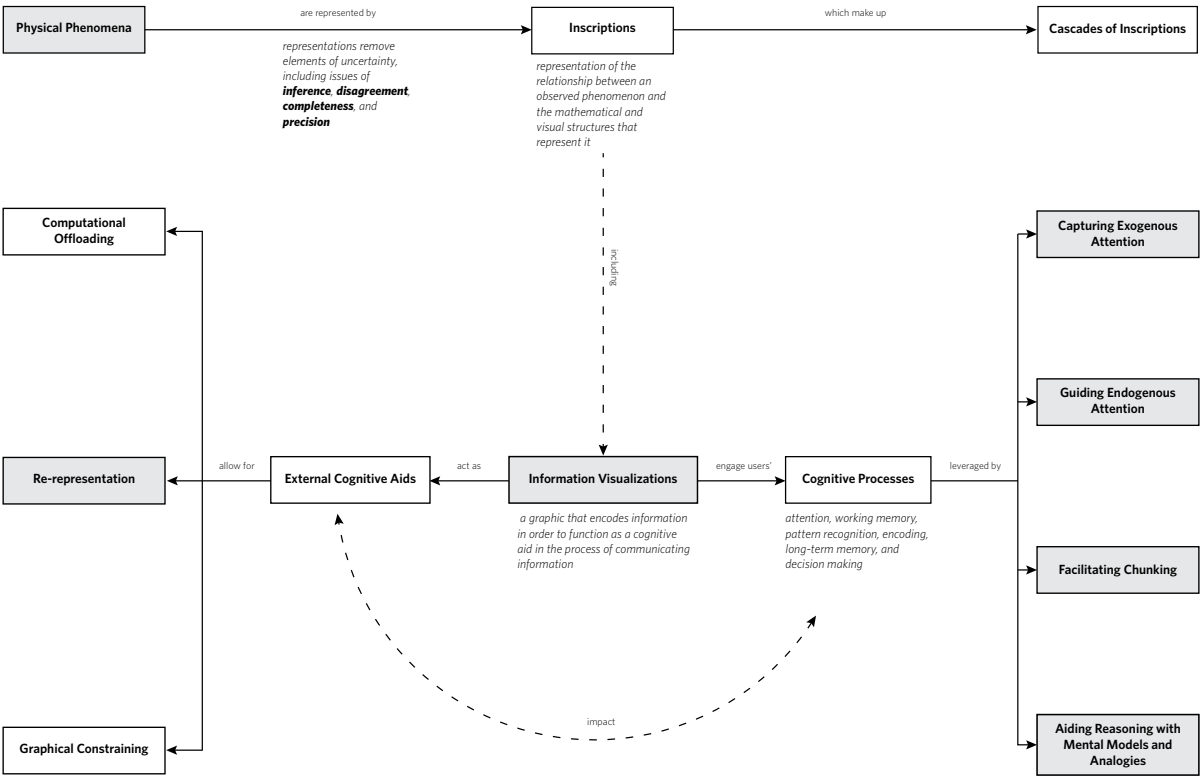 Physical Phenomena
are represented by
Inscriptions
which make up
Cascades of Inscriptions
representations remove
elements of uncertainty,
including issues of
inference, disagreement,
completeness, and
precision
representation of the
relationship between an
observed phenomenon and
the mathematical and
visual structures that
represent it
including
Computational
Offloading
Capturing Exogenous
Attention
Guiding Endogenous
Attention
Re-representation
allow for
External Cognitive Aids
act as
Information Visualizations
engage users'
Cognitive Processes
leveraged by
a graphic that encodes information
in order to function as a cognitive
aid in the process of communicating
information
attention, working memory,
pattern recognition, encoding,
long-term memory, and
decision making
Facilitating Chunking
impact
Graphical Constraining
Aiding Reasoning with
Mental Models and
Analogies